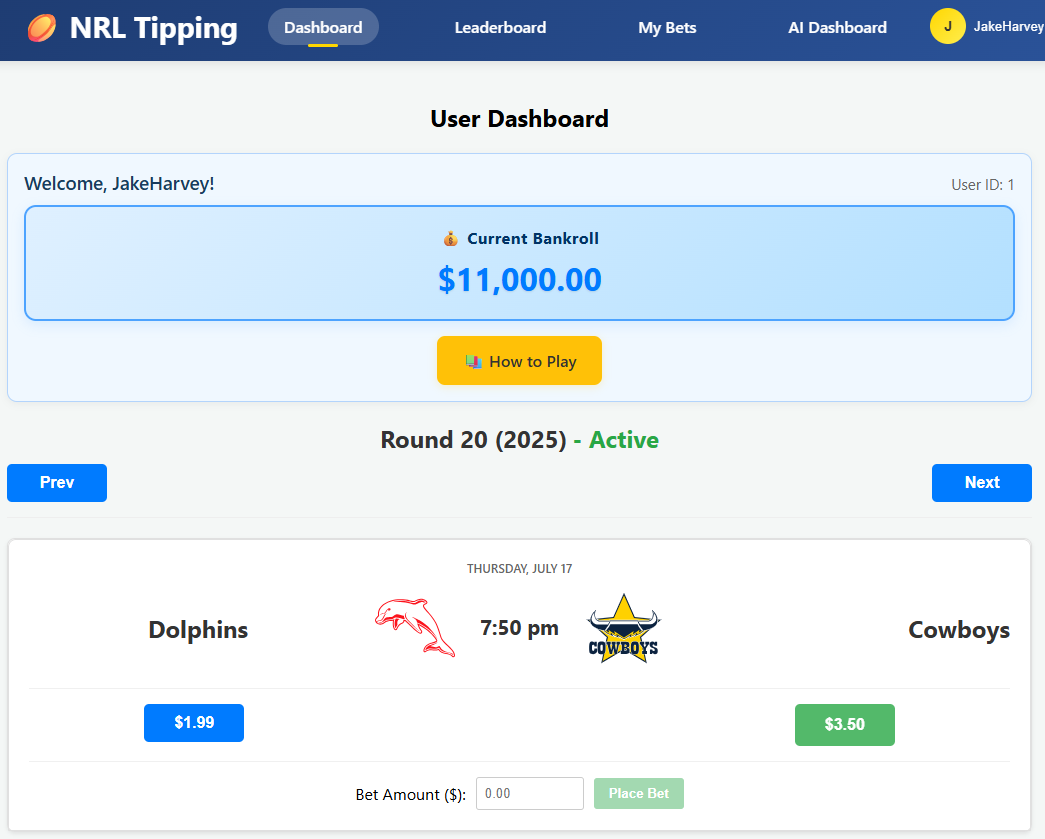 NRL Tipping
Dashboard
Leaderboard
My Bets
AI Dashboard
J
JakeHarvey
User Dashboard
Welcome, JakeHarvey!
User ID: 1
Current Bankroll
$11,000.00
How to Play
Round 20 (2025) - Active
Prev
Next
THURSDAY, JULY 17
Dolphins
7:50 pm
COWBOYS
Cowboys
$1.99
$3.50
Bet Amount ($):
0.00
Place Bet